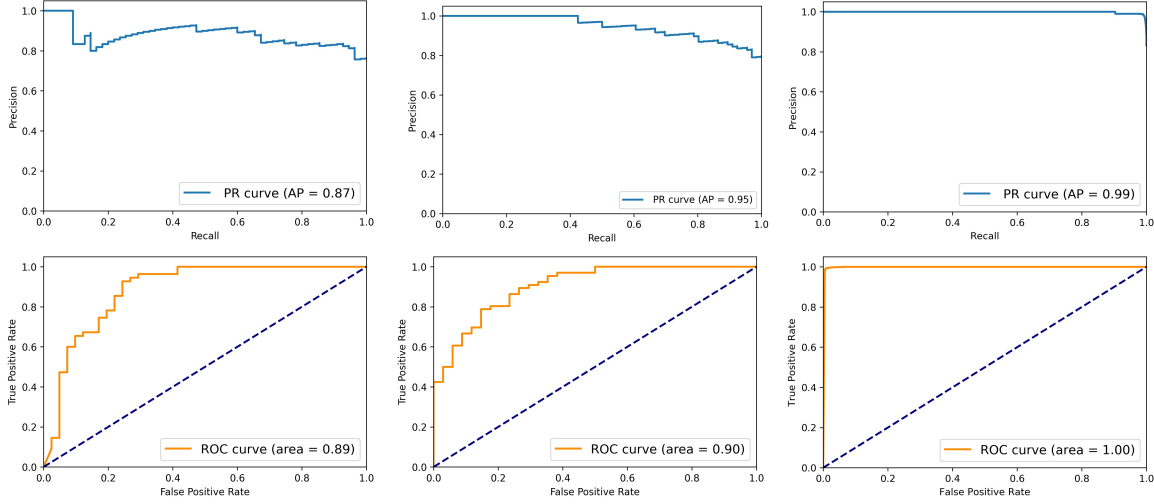 1.0
0.8
0.6
0.4
0.2
0.0
Precision
PR curve (AP = 0.87)
0.0 0.2 0.4 0.6 0.8 1.0
Recall
1.0
0.8
0.6
0.4
0.2
0.0
Precision
PR curve (AP = 0.95)
0.0 0.2 0.4 0.6 0.8 1.0
Recall
1.0
0.8
0.6
0.4
0.2
0.0
Precision
PR curve (AP = 0.99)
0.0 0.2 0.4 0.6 0.8 1.0
Recall
1.0
0.8
0.6
0.4
0.2
0.0
True Positive Rate
ROC curve (area = 0.89)
0.0 0.2 0.4 0.6 0.8 1.0
False Positive Rate
1.0
0.8
0.6
0.4
0.2
0.0
True Positive Rate
ROC curve (area = 0.90)
0.0 0.2 0.4 0.6 0.8 1.0
False Positive Rate
1.0
0.8
0.6
0.4
0.2
0.0
True Positive Rate
ROC curve (area = 1.00)
0.0 0.2 0.4 0.6 0.8 1.0
False Positive Rate